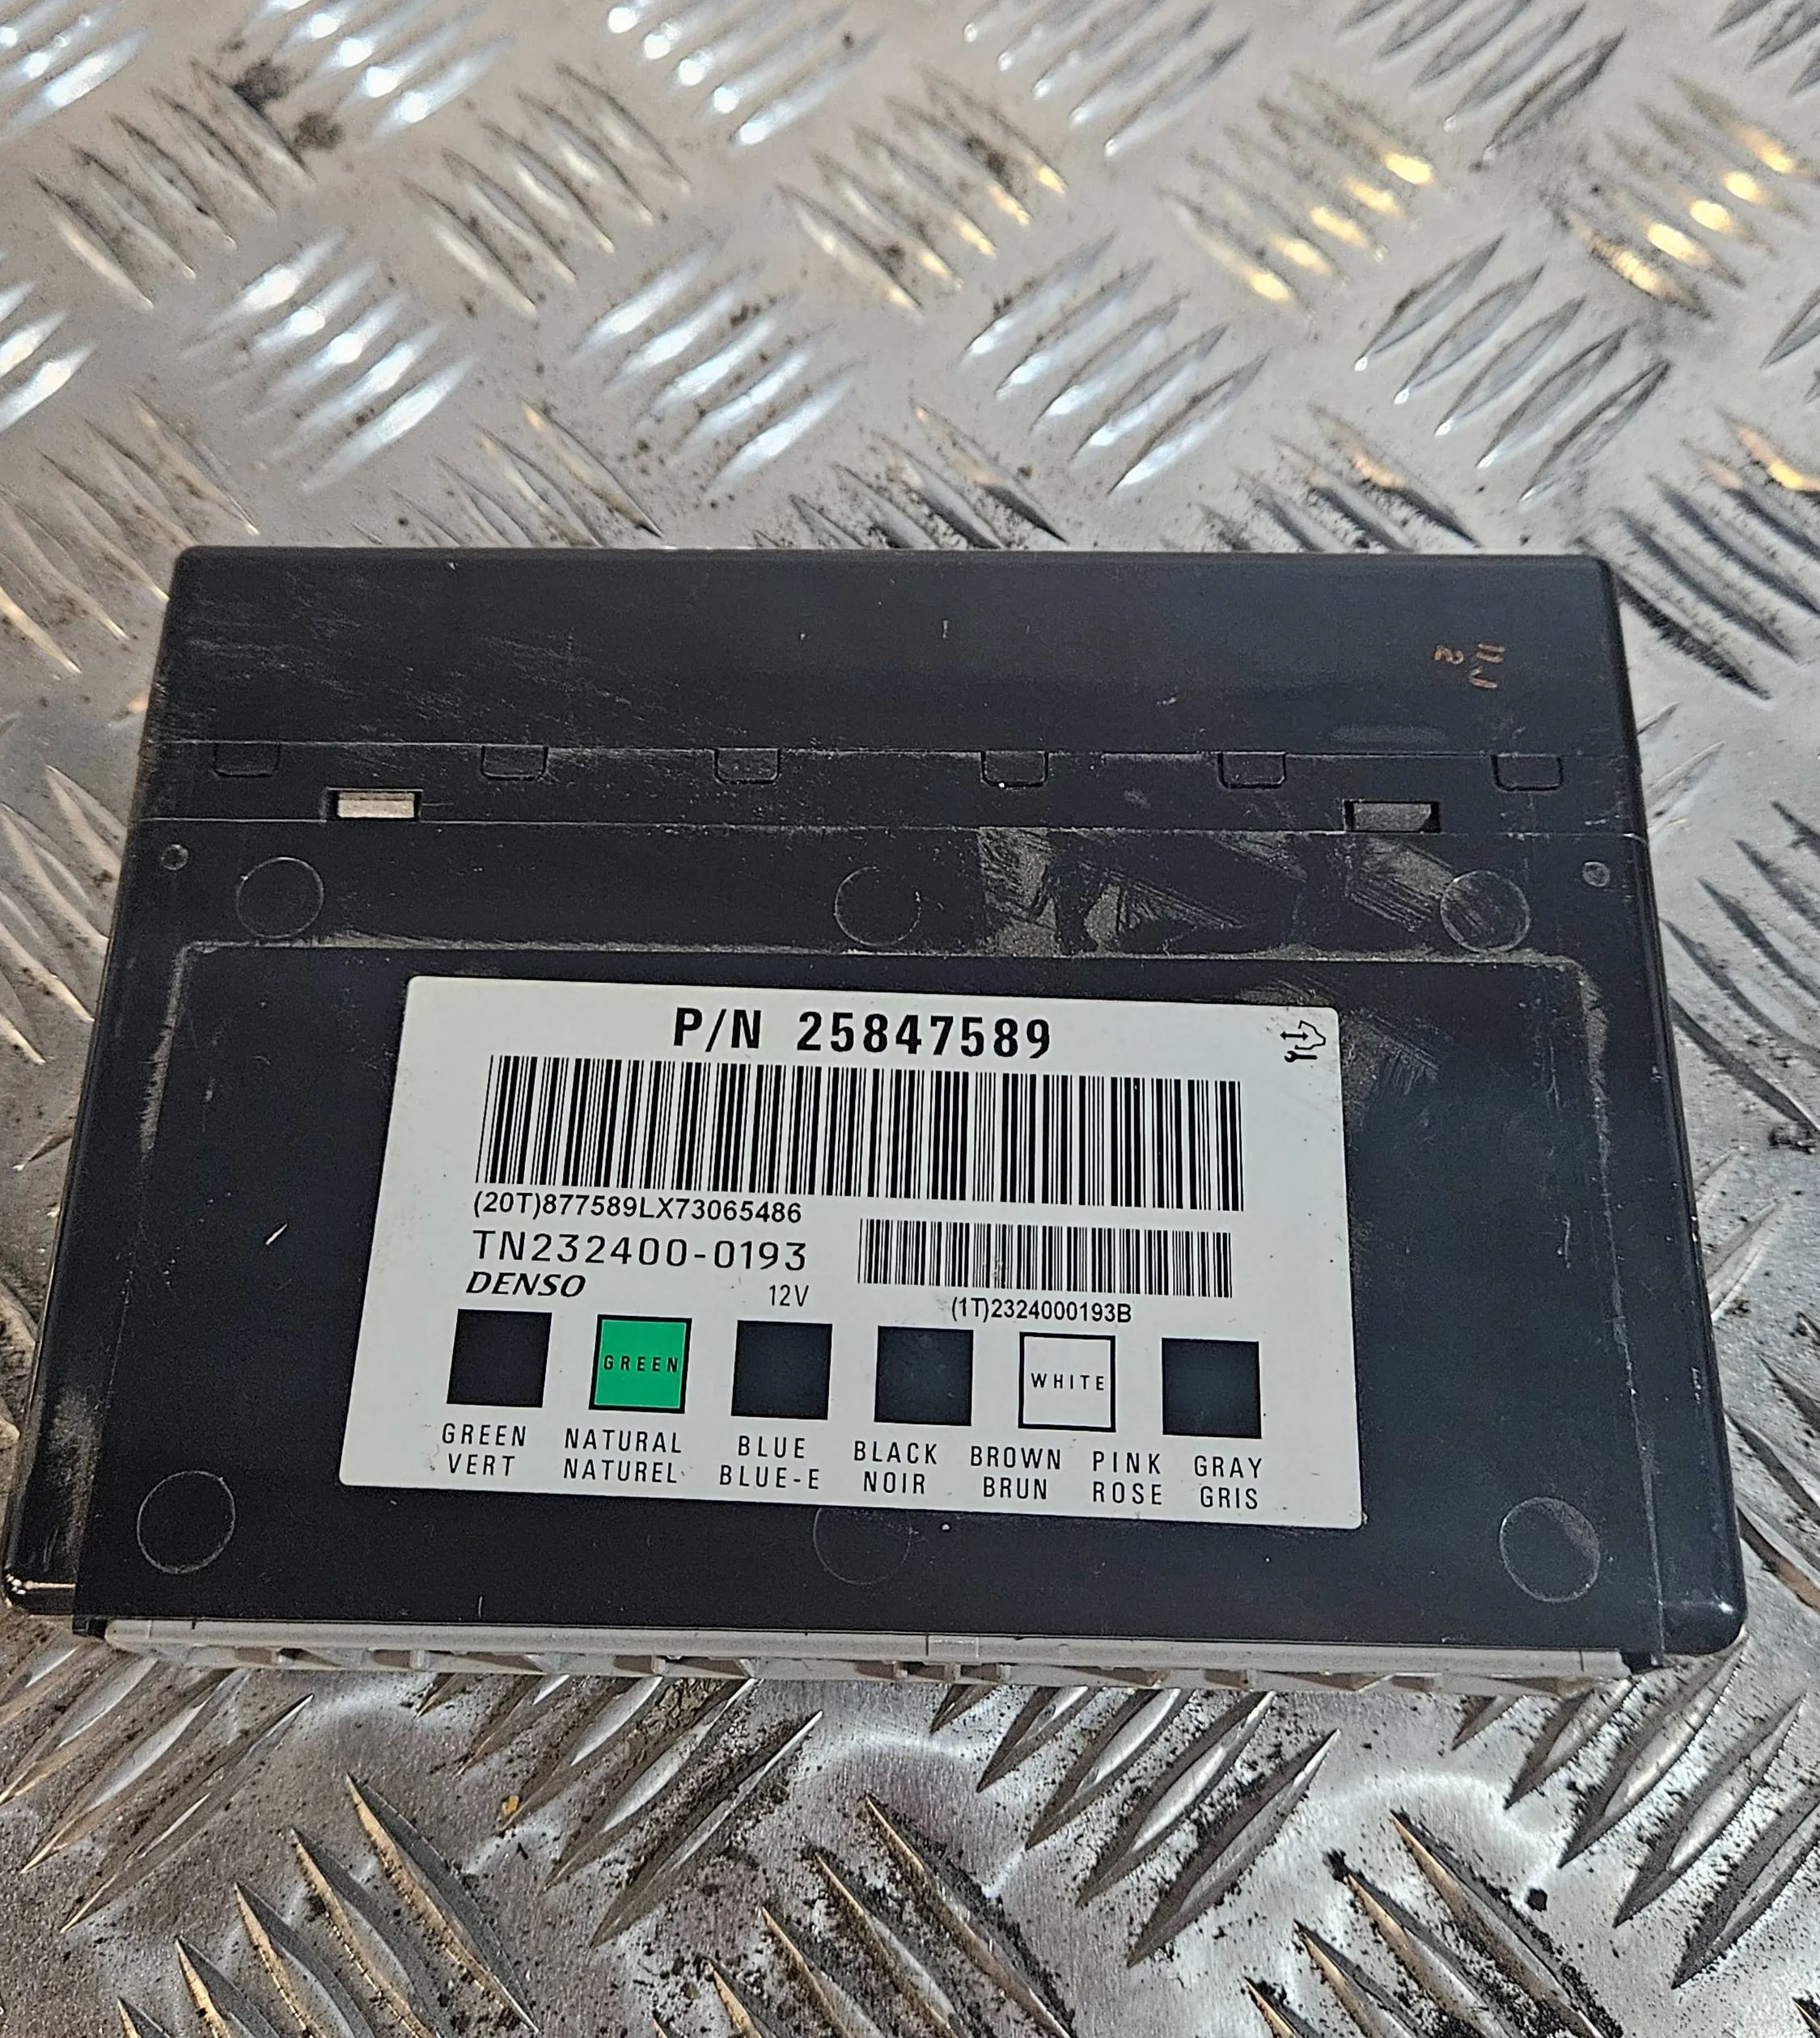 P/N 25847589
(20T)877589LX73065486
TN232400-0193
DENSO 12V
(1T)2324000193B
GREEN WHITE
GREEN NATURAL BLUE BLACK BROWN PINK GRAY
VERT NATUREL BLUE-E NOIR BRUN ROSE GRIS